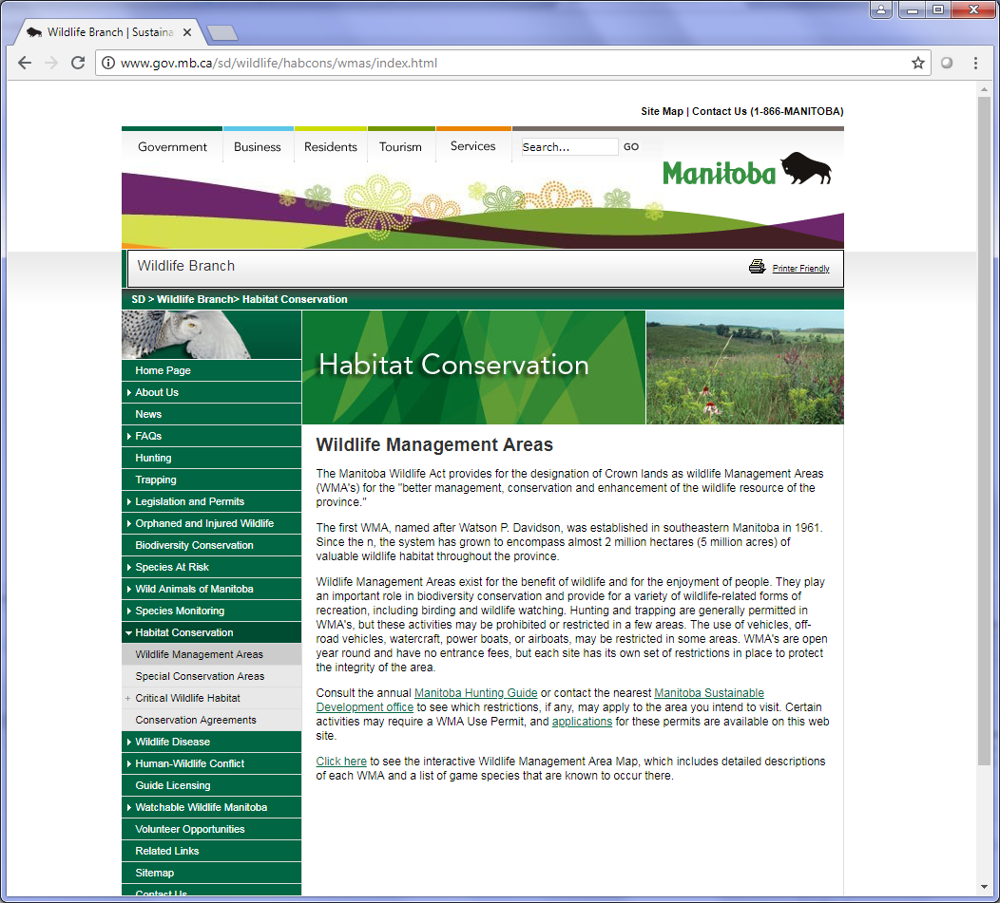 Wildlife Branch | Sustaina
www.gov.mb.ca/sd/wildlife/habcons/wmas/index.html
Site Map | Contact Us (1-866-MANITOBA)
Government Business Residents Tourism Services Search... GO
Manitoba
Wildlife Branch
Printer Friendly
SD > Wildlife Branch> Habitat Conservation
Habitat Conservation
Home Page
About Us
News
FAQs
Hunting
Trapping
Legislation and Permits
Orphaned and Injured Wildlife
Biodiversity Conservation
Species At Risk
Wild Animals of Manitoba
Species Monitoring
Habitat Conservation
Wildlife Management Areas
Special Conservation Areas
+ Critical Wildlife Habitat
Conservation Agreements
Wildlife Disease
Human-Wildlife Conflict
Guide Licensing
Watchable Wildlife Manitoba
Volunteer Opportunities
Related Links
Sitemap
Contact Us
Wildlife Management Areas
The Manitoba Wildlife Act provides for the designation of Crown lands as wildlife Management Areas
(WMA's) for the "better management, conservation and enhancement of the wildlife resource of the
province."
The first WMA, named after Watson P. Davidson, was established in southeastern Manitoba in 1961.
Since the n, the system has grown to encompass almost 2 million hectares (5 million acres) of
valuable wildlife habitat throughout the province.
Wildlife Management Areas exist for the benefit of wildlife and for the enjoyment of people. They play
an important role in biodiversity conservation and provide for a variety of wildlife-related forms of
recreation, including birding and wildlife watching. Hunting and trapping are generally permitted in
WMA's, but these activities may be prohibited or restricted in a few areas. The use of vehicles, off-
road vehicles, watercraft, power boats, or airboats, may be restricted in some areas. WMA's are open
year round and have no entrance fees, but each site has its own set of restrictions in place to protect
the integrity of the area.
Consult the annual Manitoba Hunting Guide or contact the nearest Manitoba Sustainable
Development office to see which restrictions, if any, may apply to the area you intend to visit. Certain
activities may require a WMA Use Permit, and applications for these permits are available on this web
site.
Click here to see the interactive Wildlife Management Area Map, which includes detailed descriptions
of each WMA and a list of game species that are known to occur there.